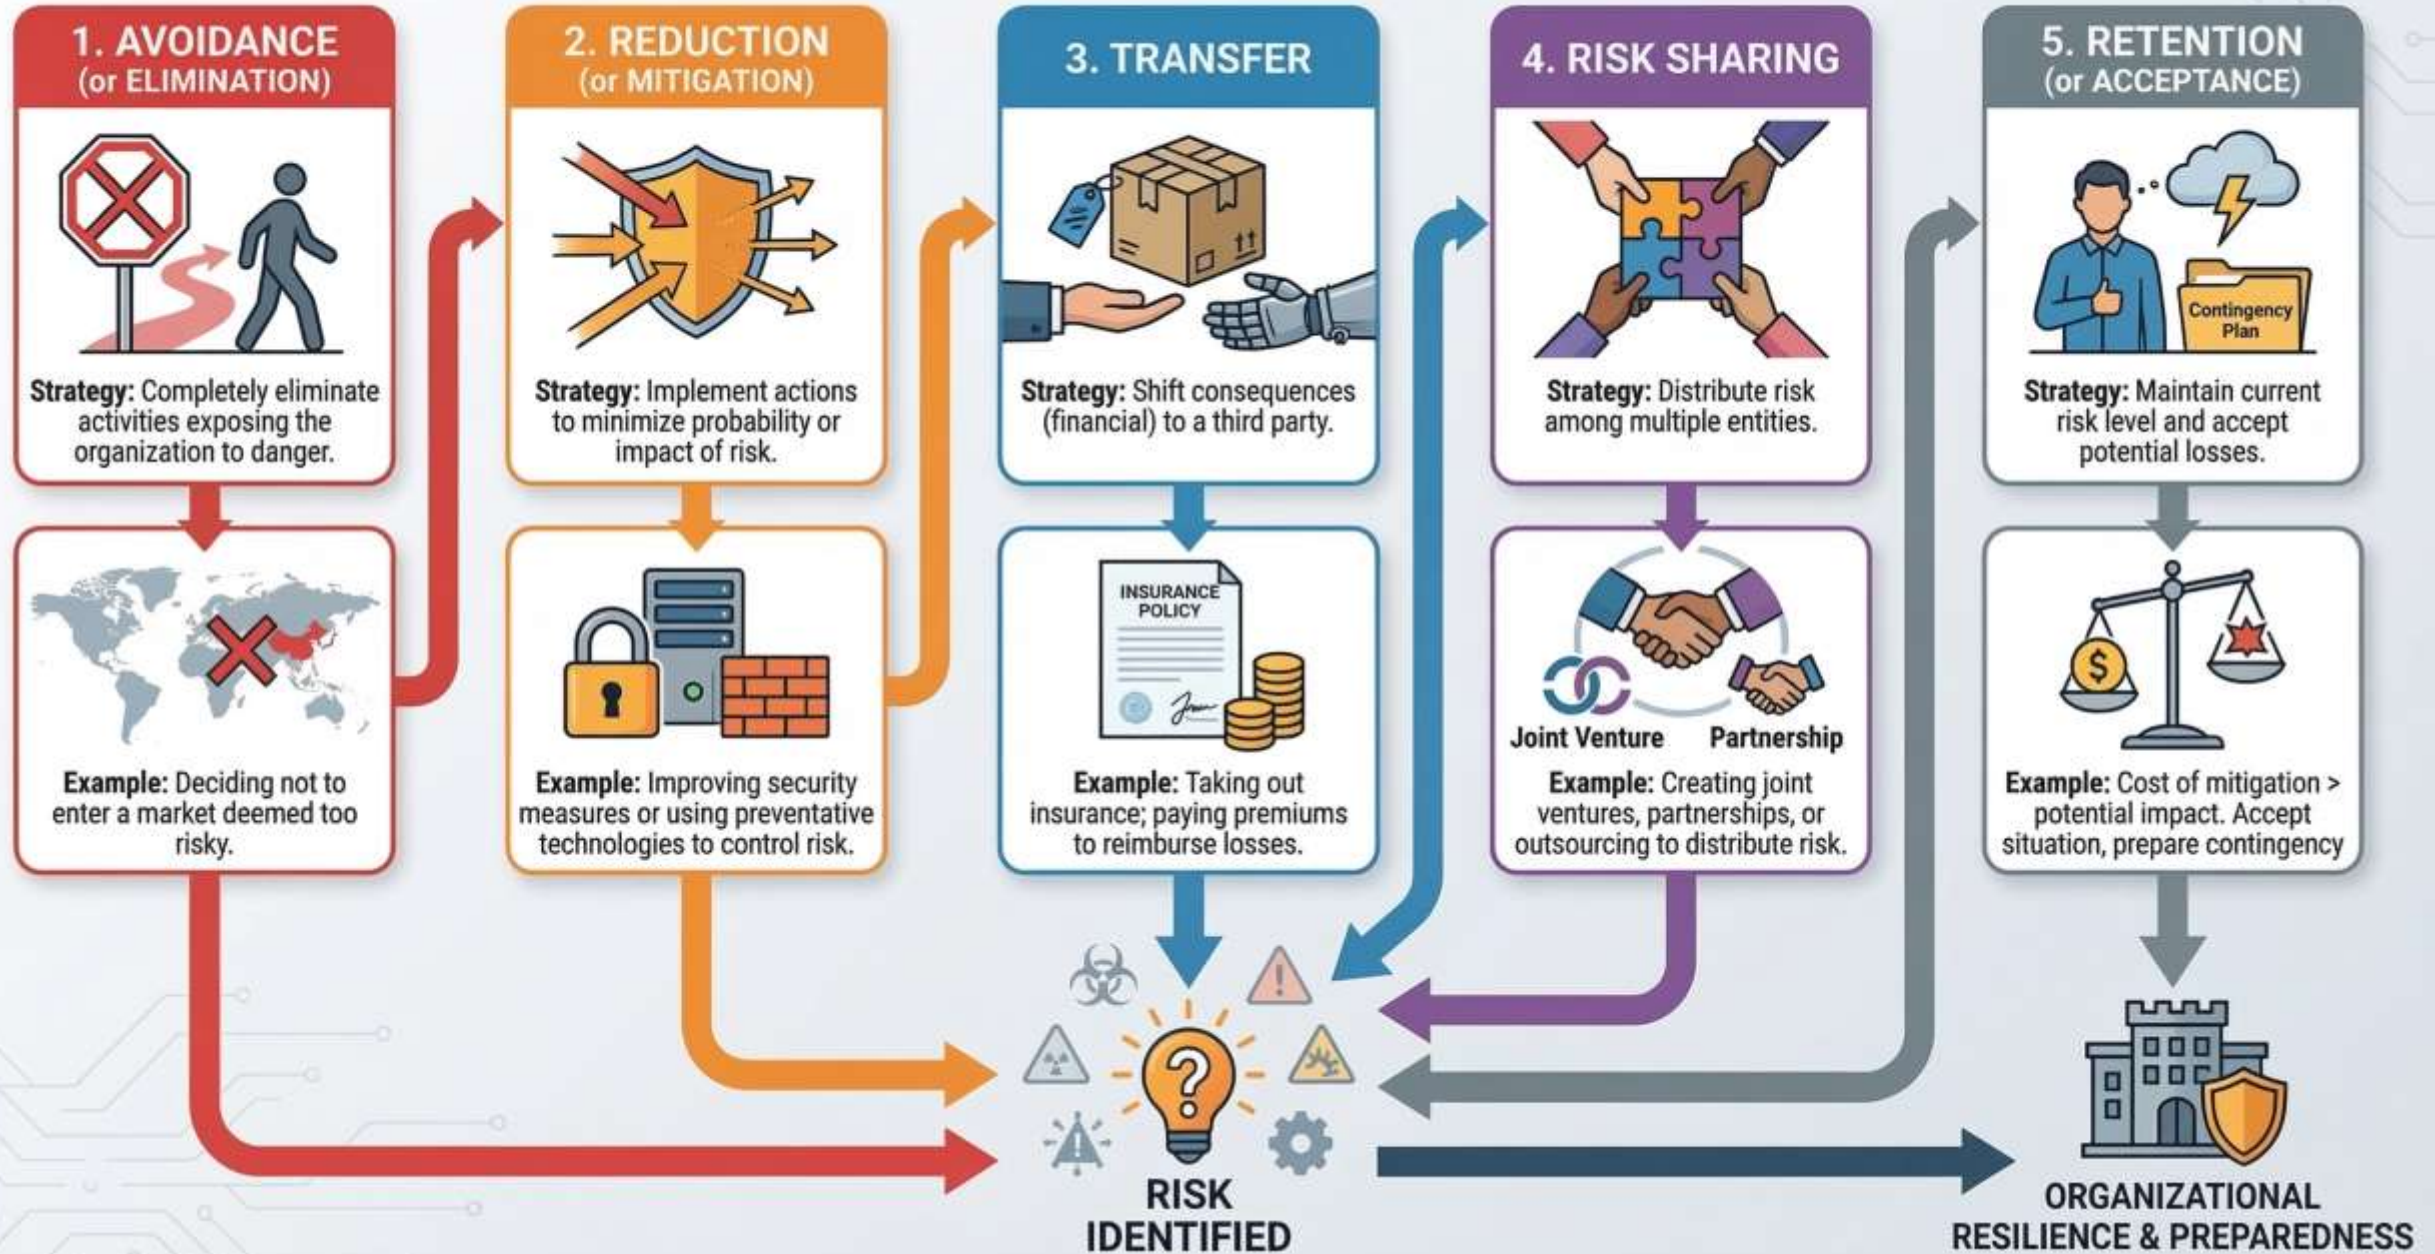 1. AVOIDANCE
(or ELIMINATION)
Strategy: Completely eliminate
activities exposing the
organization to danger.
Example: Deciding not to
enter a market deemed too
risky.
2. REDUCTION
(or MITIGATION)
Strategy: Implement actions
to minimize probability or
impact of risk.
Example: Improving security
measures or using preventative
technologies to control risk.
3. TRANSFER
Strategy: Shift consequences
(financial) to a third party.
INSURANCE
POLICY
Example: Taking out
insurance; paying premiums
to reimburse losses.
4. RISK SHARING
Strategy: Distribute risk
among multiple entities.
Joint Venture
Partnership
Example: Creating joint
ventures, partnerships, or
outsourcing to distribute risk.
5. RETENTION
(or ACCEPTANCE)
Contingency
Plan
Strategy: Maintain current
risk level and accept
potential losses.
$
Example: Cost of mitigation >
potential impact. Accept
situation, prepare contingency
?
RISK
IDENTIFIED
ORGANIZATIONAL
RESILIENCE & PREPAREDNESS